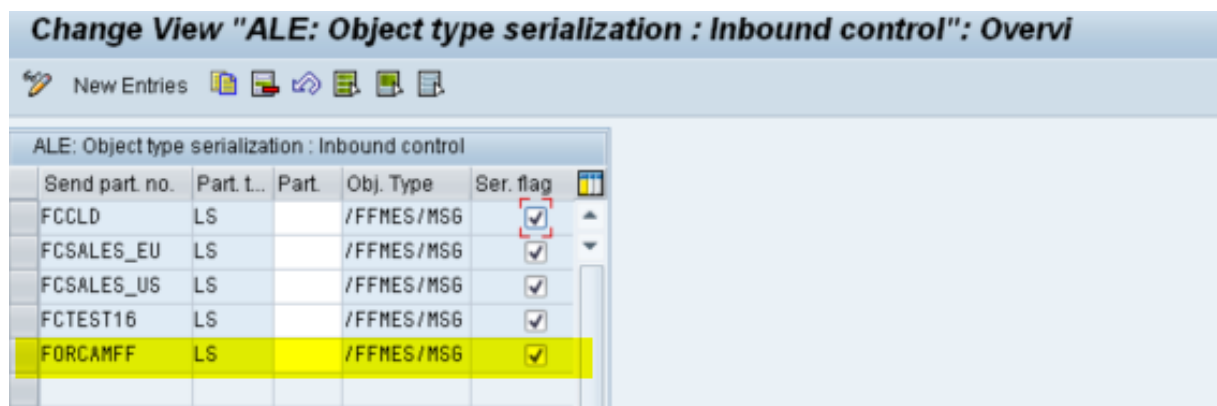 Change View "ALE: Object type serialization : Inbound control": Overvi
New Entries
ALE: Object type serialization : Inbound control
Send part. no. Part. t... Part. Obj. Type Ser. flag
FCCLD LS /FFMES/MSG
FCSALES_EU LS /FFMES/MSG
FCSALES_US LS /FFMES/MSG
FCTEST16 LS /FFMES/MSG
FORCAMFF LS /FFMES/MSG